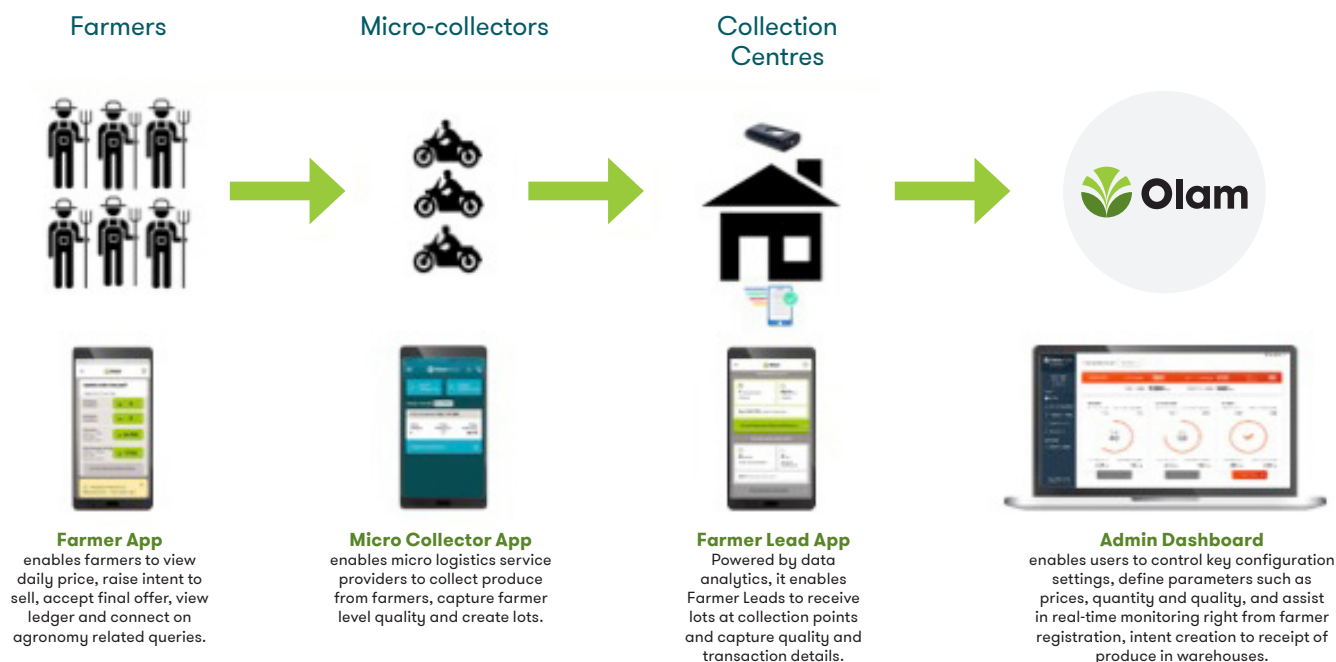 Farmers
Micro-collectors
Collection
Centres
Olam
Farmer App
enables farmers to view
daily price, raise intent to
sell, accept final offer, view
ledger and connect on
agronomy related queries.
Micro Collector App
enables micro logistics service
providers to collect produce
from farmers, capture farmer
level quality and create lots.
Farmer Lead App
Powered by data
analytics, it enables
Farmer Leads to receive
lots at collection points
and capture quality and
transaction details.
Admin Dashboard
enables users to control key configuration
settings, define parameters such as
prices, quantity and quality, and assist
in real-time monitoring right from farmer
registration, intent creation to receipt of
produce in warehouses.